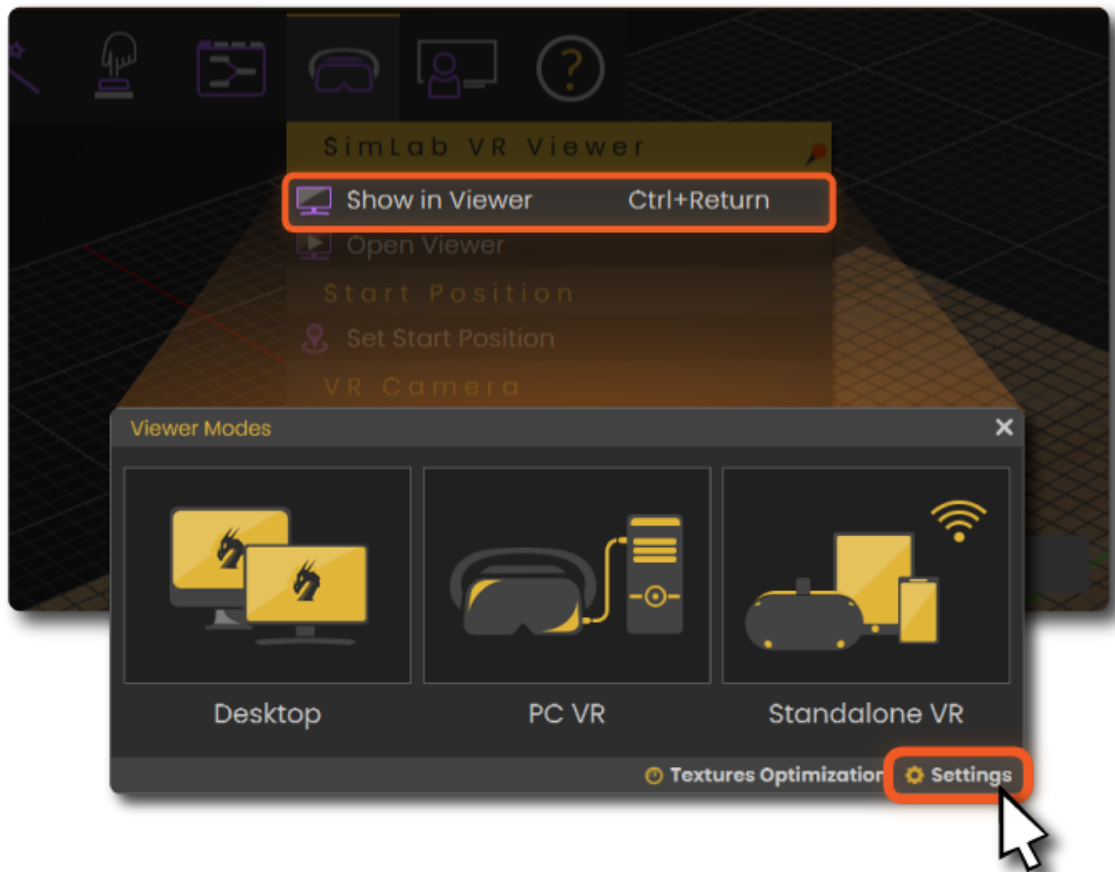 SimLab VR Viewer
Show in Viewer Ctrl+Return
Open Viewer
Start Position
Set Start Position
VR Camera
Viewer Modes
Desktop PC VR Standalone VR
Textures Optimization Settings